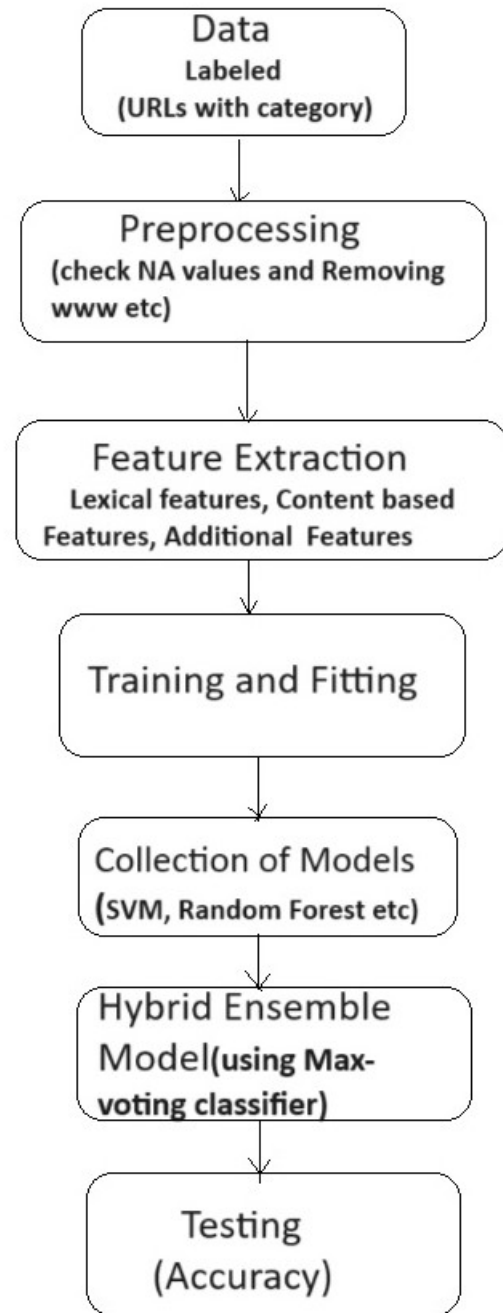 Data
Labeled
(URLs with category)
Preprocessing
(check NA values and Removing
www etc)
Feature Extraction
Lexical features, Content based
Features, Additional Features
Training and Fitting
Collection of Models
(SVM, Random Forest etc)
Hybrid Ensemble
Model(using Max-
voting classifier)
Testing
(Accuracy)